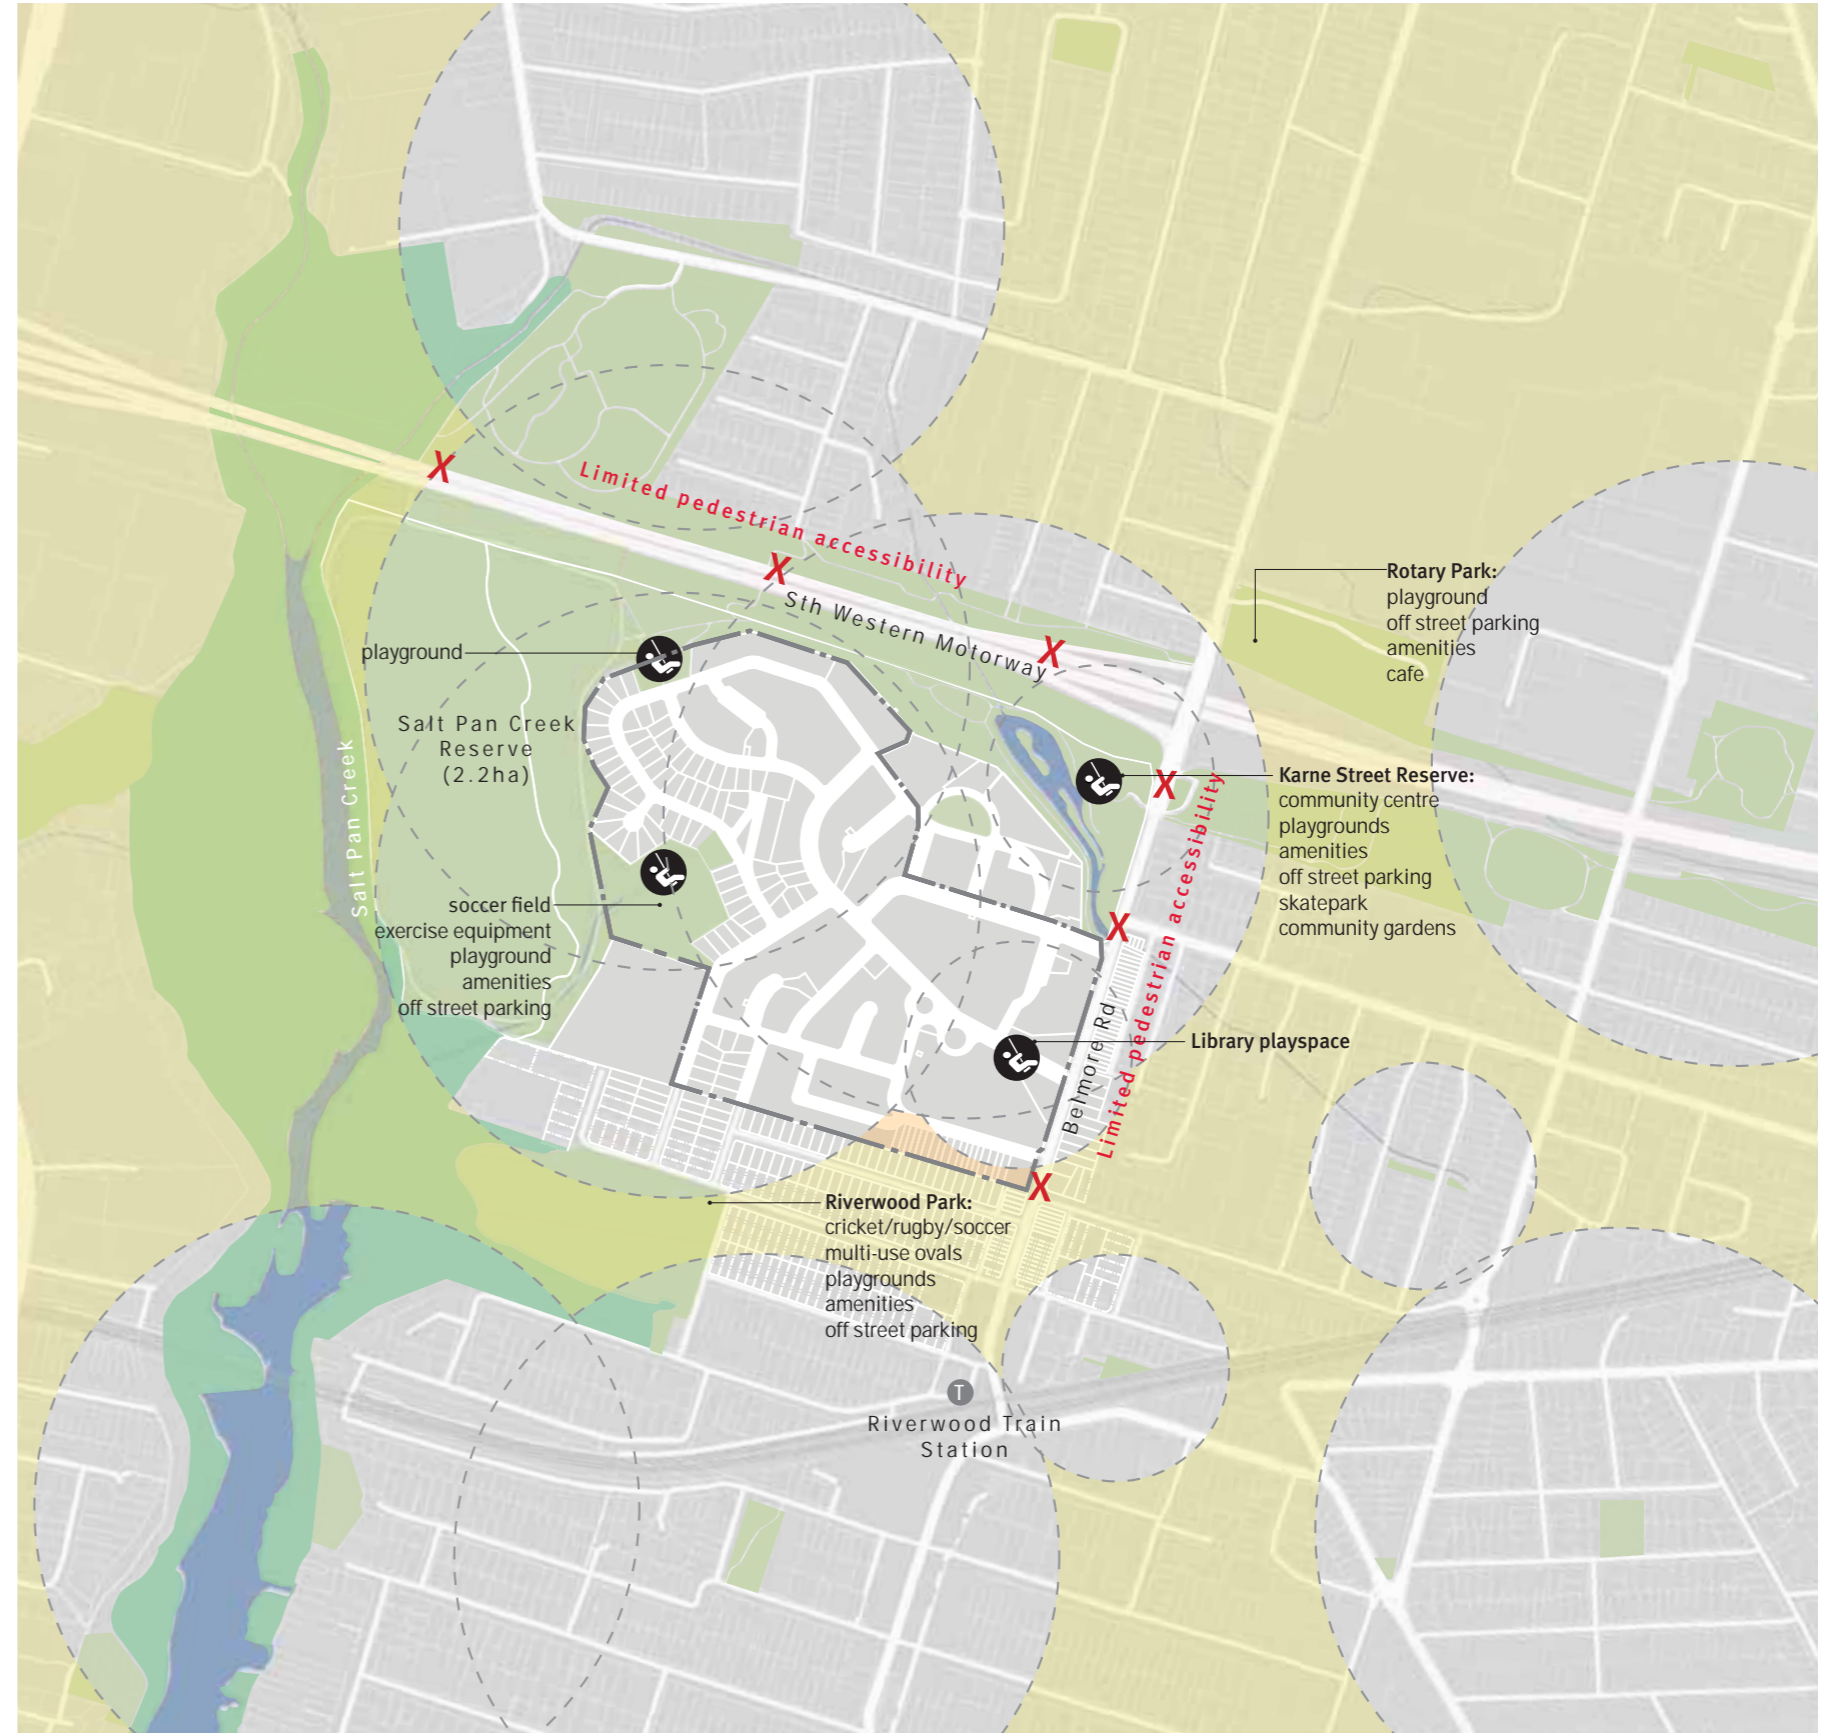 X
Limited pedestrian accessibility
X
Sth Western Motorway
X
Rotary Park:
playground
off street parking
amenities
cafe
playground
Salt Pan Creek
Reserve
(2.2ha)
Salt Pan Creek
X
Karne Street Reserve:
community centre
playgrounds
amenities
off street parking
skatepark
community gardens
soccer field
exercise equipment
playground
amenities
off street parking
X
Limited pedestrian accessibility
Belmore Rd
Library playspace
X
Riverwood Park:
cricket/rugby/soccer
multi-use ovals
playgrounds
amenities
off street parking
T
Riverwood Train
Station